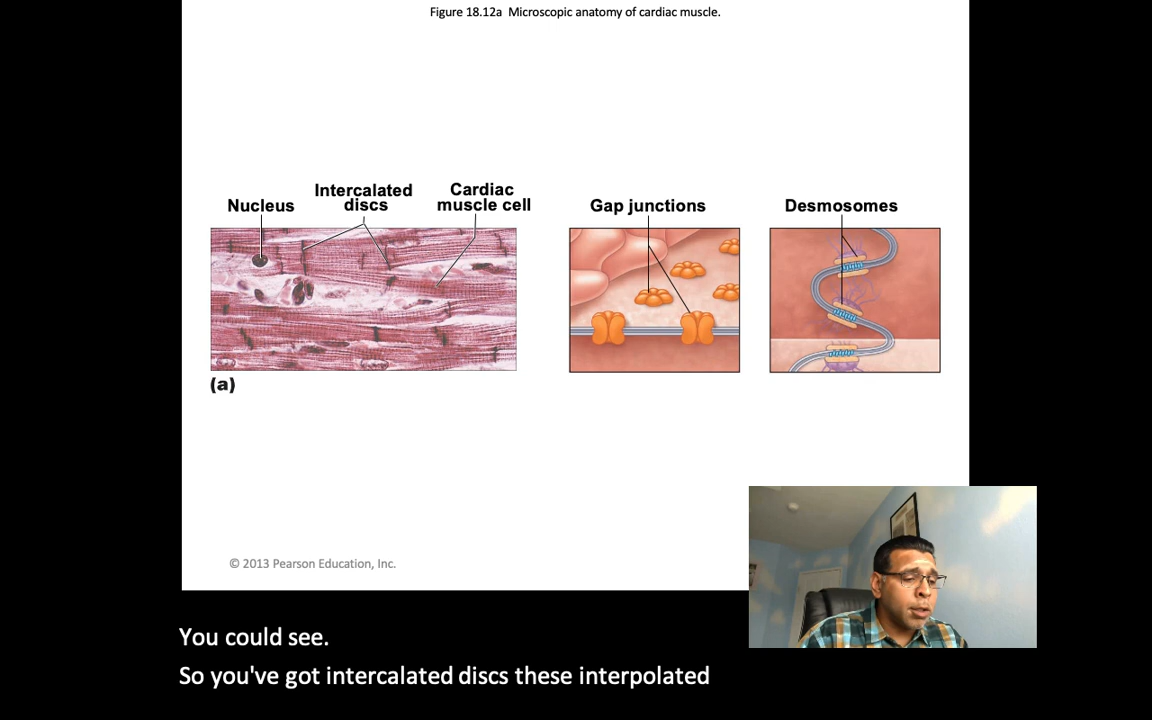 Figure 18.12a  Microscopic anatomy of cardiac muscle.
Nucleus
Intercalated
discs
Cardiac
muscle cell
Gap junctions
Desmosomes
(a)
© 2013 Pearson Education, Inc.
You could see.
So you've got intercalated discs these interpolated